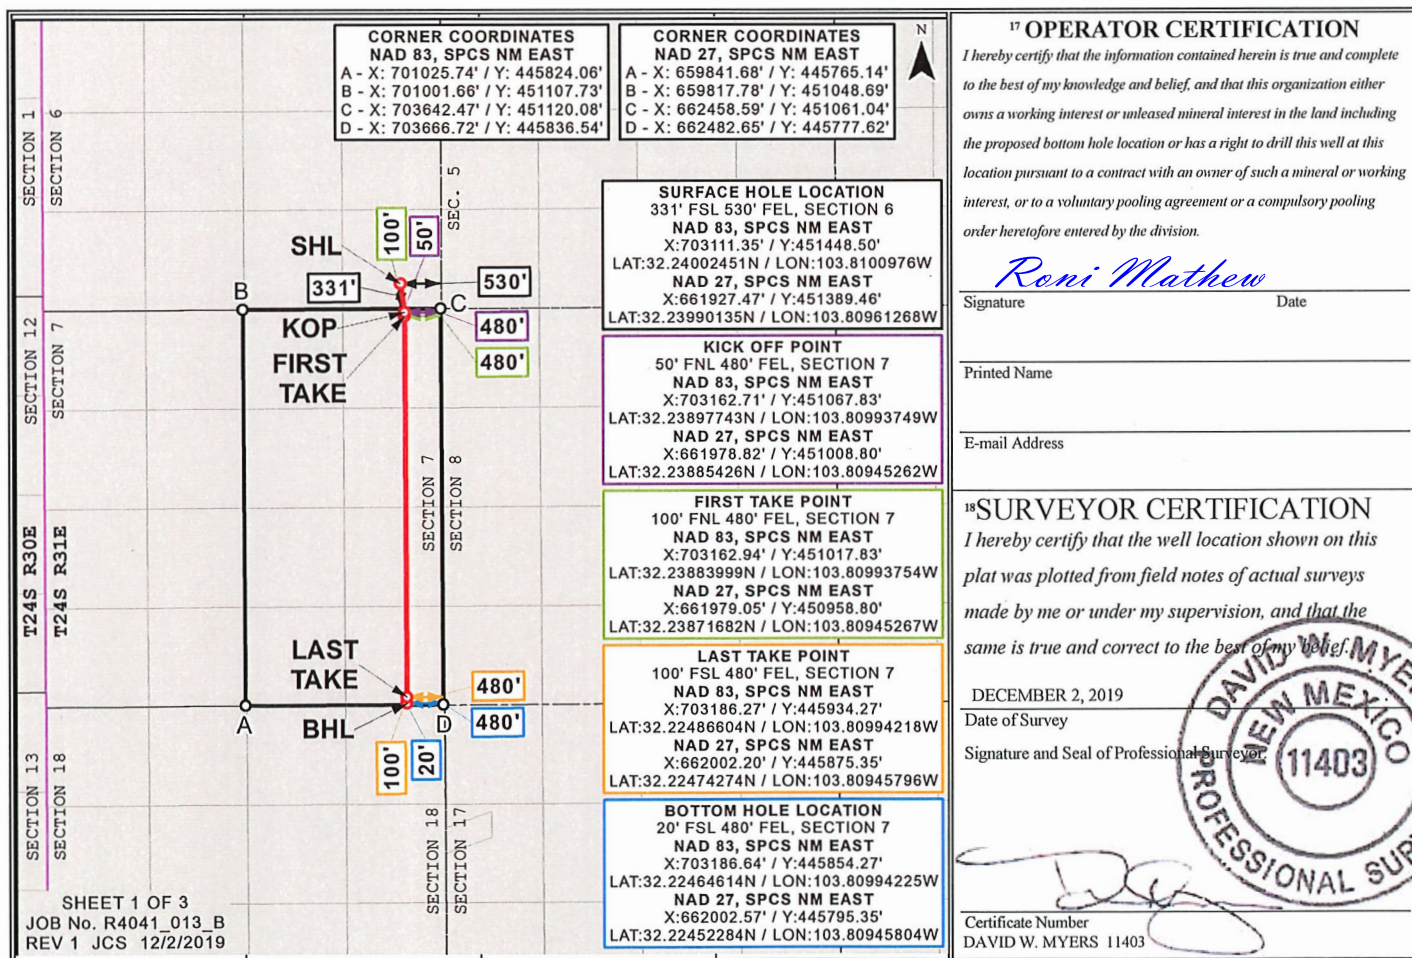 CORNER COORDINATES
NAD 83, SPCS NM EAST
A - X: 701025.74' / Y: 445824.06'
B - X: 701001.66' / Y: 451107.73'
C - X: 703642.47' / Y: 451120.08'
D - X: 703666.72' / Y: 445836.54'
CORNER COORDINATES
NAD 27, SPCS NM EAST
A - X: 659841.68' / Y: 445765.14'
B - X: 659817.78' / Y: 451048.69'
C - X: 662458.59' / Y: 451061.04'
D - X: 662482.65' / Y: 445777.62'
N
SECTION 1
SECTION 6
SEC. 5
100'
50'
SHL
530'
331'
B
C
KOP
480'
FIRST
TAKE
480'
SECTION 12
SECTION 7
SECTION 7
SECTION 8
T24S R30E
T24S R31E
LAST
TAKE
480'
A
BHL
D
480'
100'
20'
SECTION 13
SECTION 18
SECTION 18
SECTION 17
SHEET 1 OF 3
JOB No. R4041_013_B
REV 1 JCS 12/2/2019
SURFACE HOLE LOCATION
331' FSL 530' FEL, SECTION 6
NAD 83, SPCS NM EAST
X:703111.35' / Y:451448.50'
LAT:32.24002451N / LON:103.8100976W
NAD 27, SPCS NM EAST
X:661927.47' / Y:451389.46'
LAT:32.23990135N / LON:103.80961268W
KICK OFF POINT
50' FNL 480' FEL, SECTION 7
NAD 83, SPCS NM EAST
X:703162.71' / Y:451067.83'
LAT:32.23897743N / LON:103.80993749W
NAD 27, SPCS NM EAST
X:661978.82' / Y:451008.80'
LAT:32.23885426N / LON:103.80945262W
FIRST TAKE POINT
100' FNL 480' FEL, SECTION 7
NAD 83, SPCS NM EAST
X:703162.94' / Y:451017.83'
LAT:32.23883999N / LON:103.80993754W
NAD 27, SPCS NM EAST
X:661979.05' / Y:450958.80'
LAT:32.23871682N / LON:103.80945267W
LAST TAKE POINT
100' FSL 480' FEL, SECTION 7
NAD 83, SPCS NM EAST
X:703186.27' / Y:445934.27'
LAT:32.22486604N / LON:103.80994218W
NAD 27, SPCS NM EAST
X:662002.20' / Y:445875.35'
LAT:32.22474274N / LON:103.80945796W
BOTTOM HOLE LOCATION
20' FSL 480' FEL, SECTION 7
NAD 83, SPCS NM EAST
X:703186.64' / Y:445854.27'
LAT:32.22464614N / LON:103.80994225W
NAD 27, SPCS NM EAST
X:662002.57' / Y:445795.35'
LAT:32.22452284N / LON:103.80945804W
17 OPERATOR CERTIFICATION
I hereby certify that the information contained herein is true and complete
to the best of my knowledge and belief, and that this organization either
owns a working interest or unleased mineral interest in the land including
the proposed bottom hole location or has a right to drill this well at this
location pursuant to a contract with an owner of such a mineral or working
interest, or to a voluntary pooling agreement or a compulsory pooling
order heretofore entered by the division.
Roni Mathew
Signature Date
Printed Name
E-mail Address
18 SURVEYOR CERTIFICATION
I hereby certify that the well location shown on this
plat was plotted from field notes of actual surveys
made by me or under my supervision, and that the
same is true and correct to the best of my belief.
DECEMBER 2, 2019
Date of Survey
Signature and Seal of Professional Surveyor:
DAVID W. MYE
NEW MEXICO
11403
PROFESSIONAL SUR
Certificate Number
DAVID W. MYERS 11403